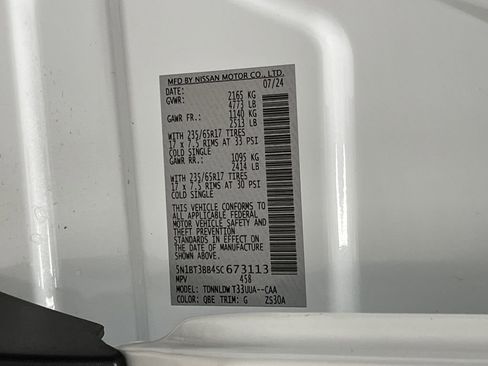 MFD BY NISSAN MOTOR CO., LTD.
DATE: 07/24
GVWR: 2165 KG
4773 LB
GAWR FR.: 1140 KG
2513 LB
WITH 235/65R17 TIRES
17 x 7.5 RIMS AT 33 PSI
COLD SINGLE
GAWR RR.: 1095 KG
2414 LB
WITH 235/65R17 TIRES
17 x 7.5 RIMS AT 30 PSI
COLD SINGLE
THIS VEHICLE CONFORMS TO
ALL APPLICABLE FEDERAL
MOTOR VEHICLE SAFETY AND
THEFT PREVENTION
STANDARDS IN EFFECT ON
THE DATE OF MANUFACTURE
SHOWN ABOVE.
5N1BT3BB4SC673113
MPV 458
MODEL: TDNNLDW T33UUA--CAA
COLOR: QBE TRIM: G ZS30A